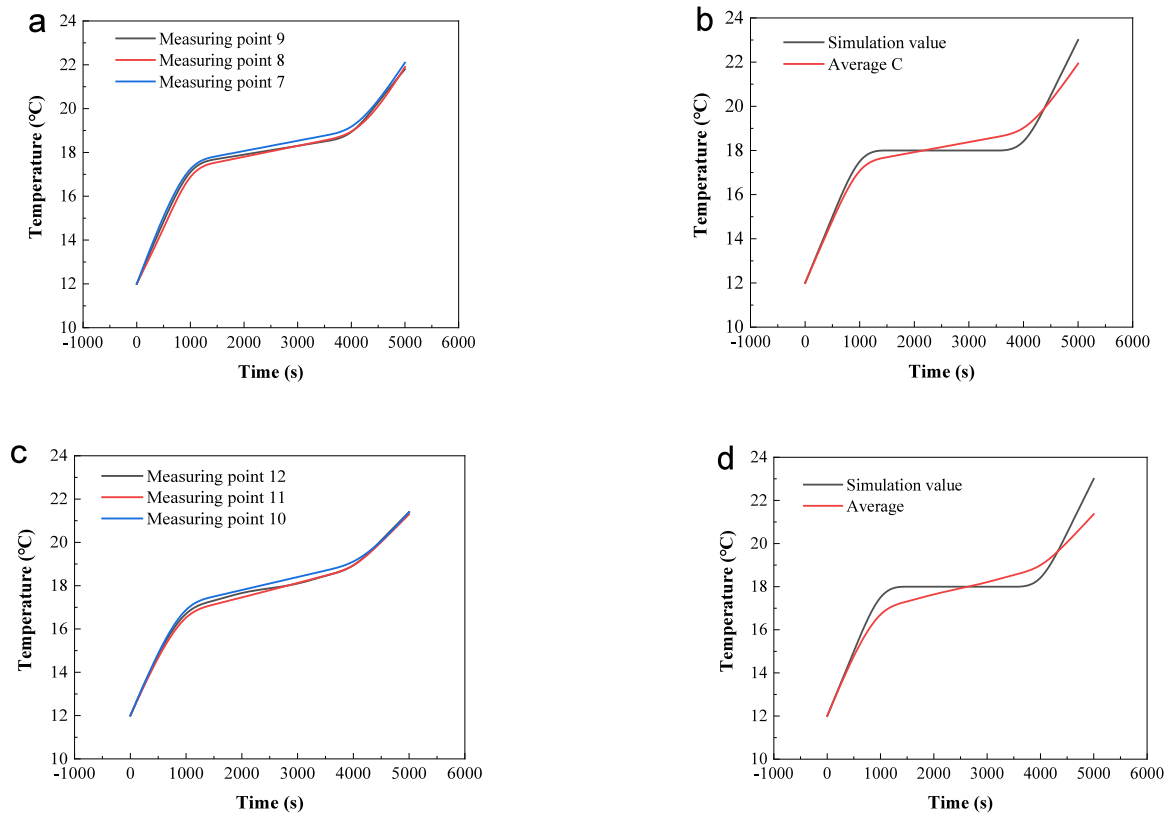 a
Measuring point 9
Measuring point 8
Measuring point 7
Temperature (℃)
24
22
20
18
16
14
12
10
-1000 0 1000 2000 3000 4000 5000 6000
Time (s)
b
Simulation value
Average C
Temperature (℃)
24
22
20
18
16
14
12
10
-1000 0 1000 2000 3000 4000 5000 6000
Time (s)
c
Measuring point 12
Measuring point 11
Measuring point 10
Temperature (℃)
24
22
20
18
16
14
12
10
-1000 0 1000 2000 3000 4000 5000 6000
Time (s)
d
Simulation value
Average
Temperature (℃)
24
22
20
18
16
14
12
10
-1000 0 1000 2000 3000 4000 5000 6000
Time (s)